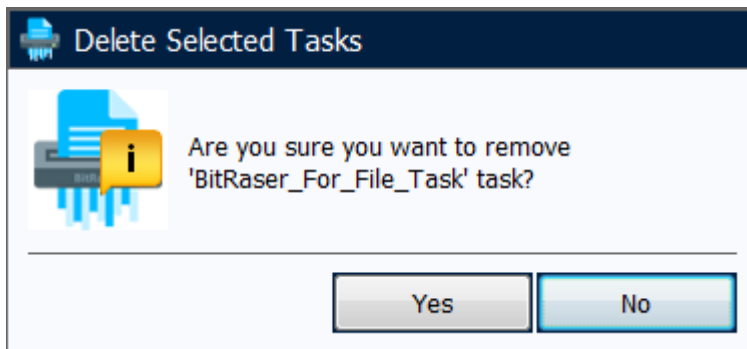 Delete Selected Tasks
Are you sure you want to remove
'BitRaser_For_File_Task' task?
Yes
No